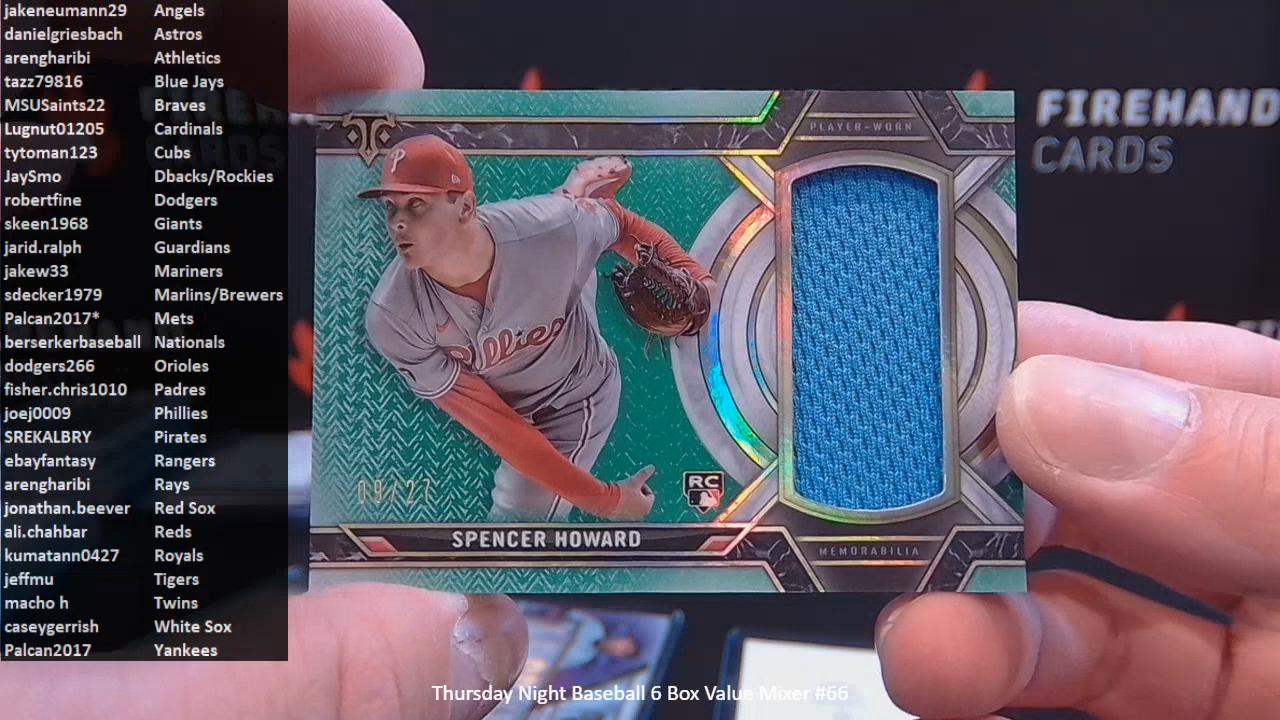 jakeneumann29 Angels
danielgriesbach Astros
arengharibi Athletics
tazz79816 Blue Jays
MSUSaints22 Braves
Lugnut01205 Cardinals
tytoman123 Cubs
JaySmo Dbacks/Rockies
robertfine Dodgers
skeen1968 Giants
jarid.ralph Guardians
jakew33 Mariners
sdecker1979 Marlins/Brewers
Palcan2017* Mets
berserkerbaseball Nationals
dodgers266 Orioles
fisher.chris1010 Padres
joej0009 Phillies
SREKALBRY Pirates
ebayfantasy Rangers
arengharibi Rays
jonathan.beever Red Sox
ali.chahbar Reds
kumatann0427 Royals
jeffmu Tigers
macho h Twins
caseygerrish White Sox
Palcan2017 Yankees
PLAYER-WORN
P
Phillies
09/27
RC
SPENCER HOWARD
MEMORABILIA
FIREHAND
CARDS
Thursday Night Baseball 6 Box Value Mixer #66